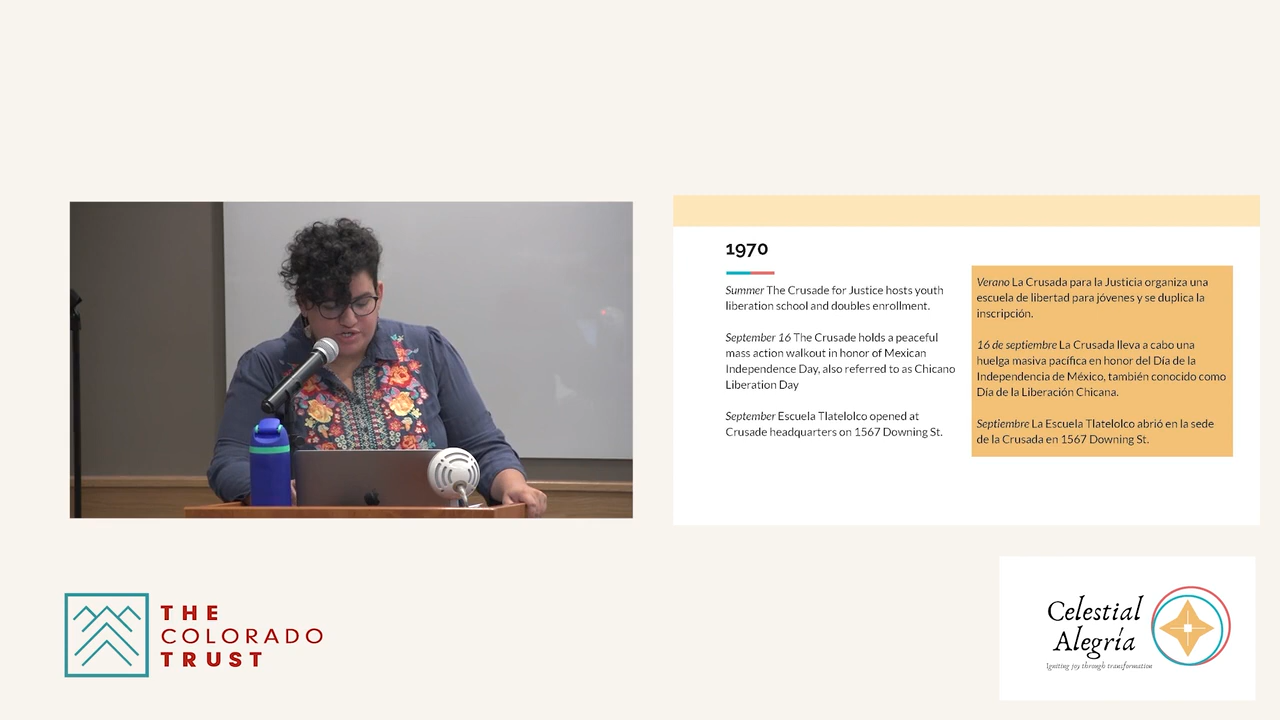 1970
Summer The Crusade for Justice hosts youth
liberation school and doubles enrollment.
September 16 The Crusade holds a peaceful
mass action walkout in honor of Mexican
Independence Day, also referred to as Chicano
Liberation Day
September Escuela Tlatelolco opened at
Crusade headquarters on 1567 Downing St.
Verano La Crusada para la Justicia organiza una
escuela de libertad para jóvenes y se duplica la
inscripción.
16 de septiembre La Crusada lleva a cabo una
huelga masiva pacífica en honor del Día de la
Independencia de México, también conocido como
Día de la Liberación Chicana.
Septiembre La Escuela Tlatelolco abrió en la sede
de la Crusada en 1567 Downing St.
THE
COLORADO
TRUST
Celestial
Alegría
Igniting joy through transformation